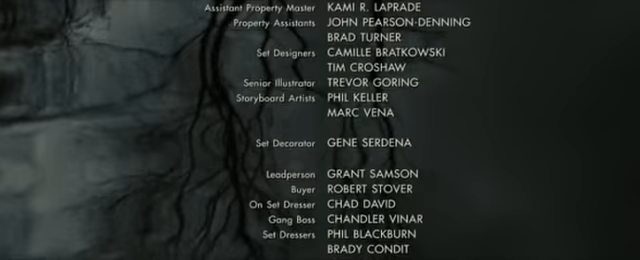 Assistant Property Master KAMI R. LAPRADE
Property Assistants JOHN PEARSON-DENNING
BRAD TURNER
Set Designers CAMILLE BRATKOWSKI
TIM CROSHAW
Senior Illustrator TREVOR GORING
Storyboard Artists PHIL KELLER
MARC VENA
Set Decorator GENE SERDENA
Leadperson GRANT SAMSON
Buyer ROBERT STOVER
On Set Dresser CHAD DAVID
Gang Boss CHANDLER VINAR
Set Dressers PHIL BLACKBURN
BRADY CONDIT